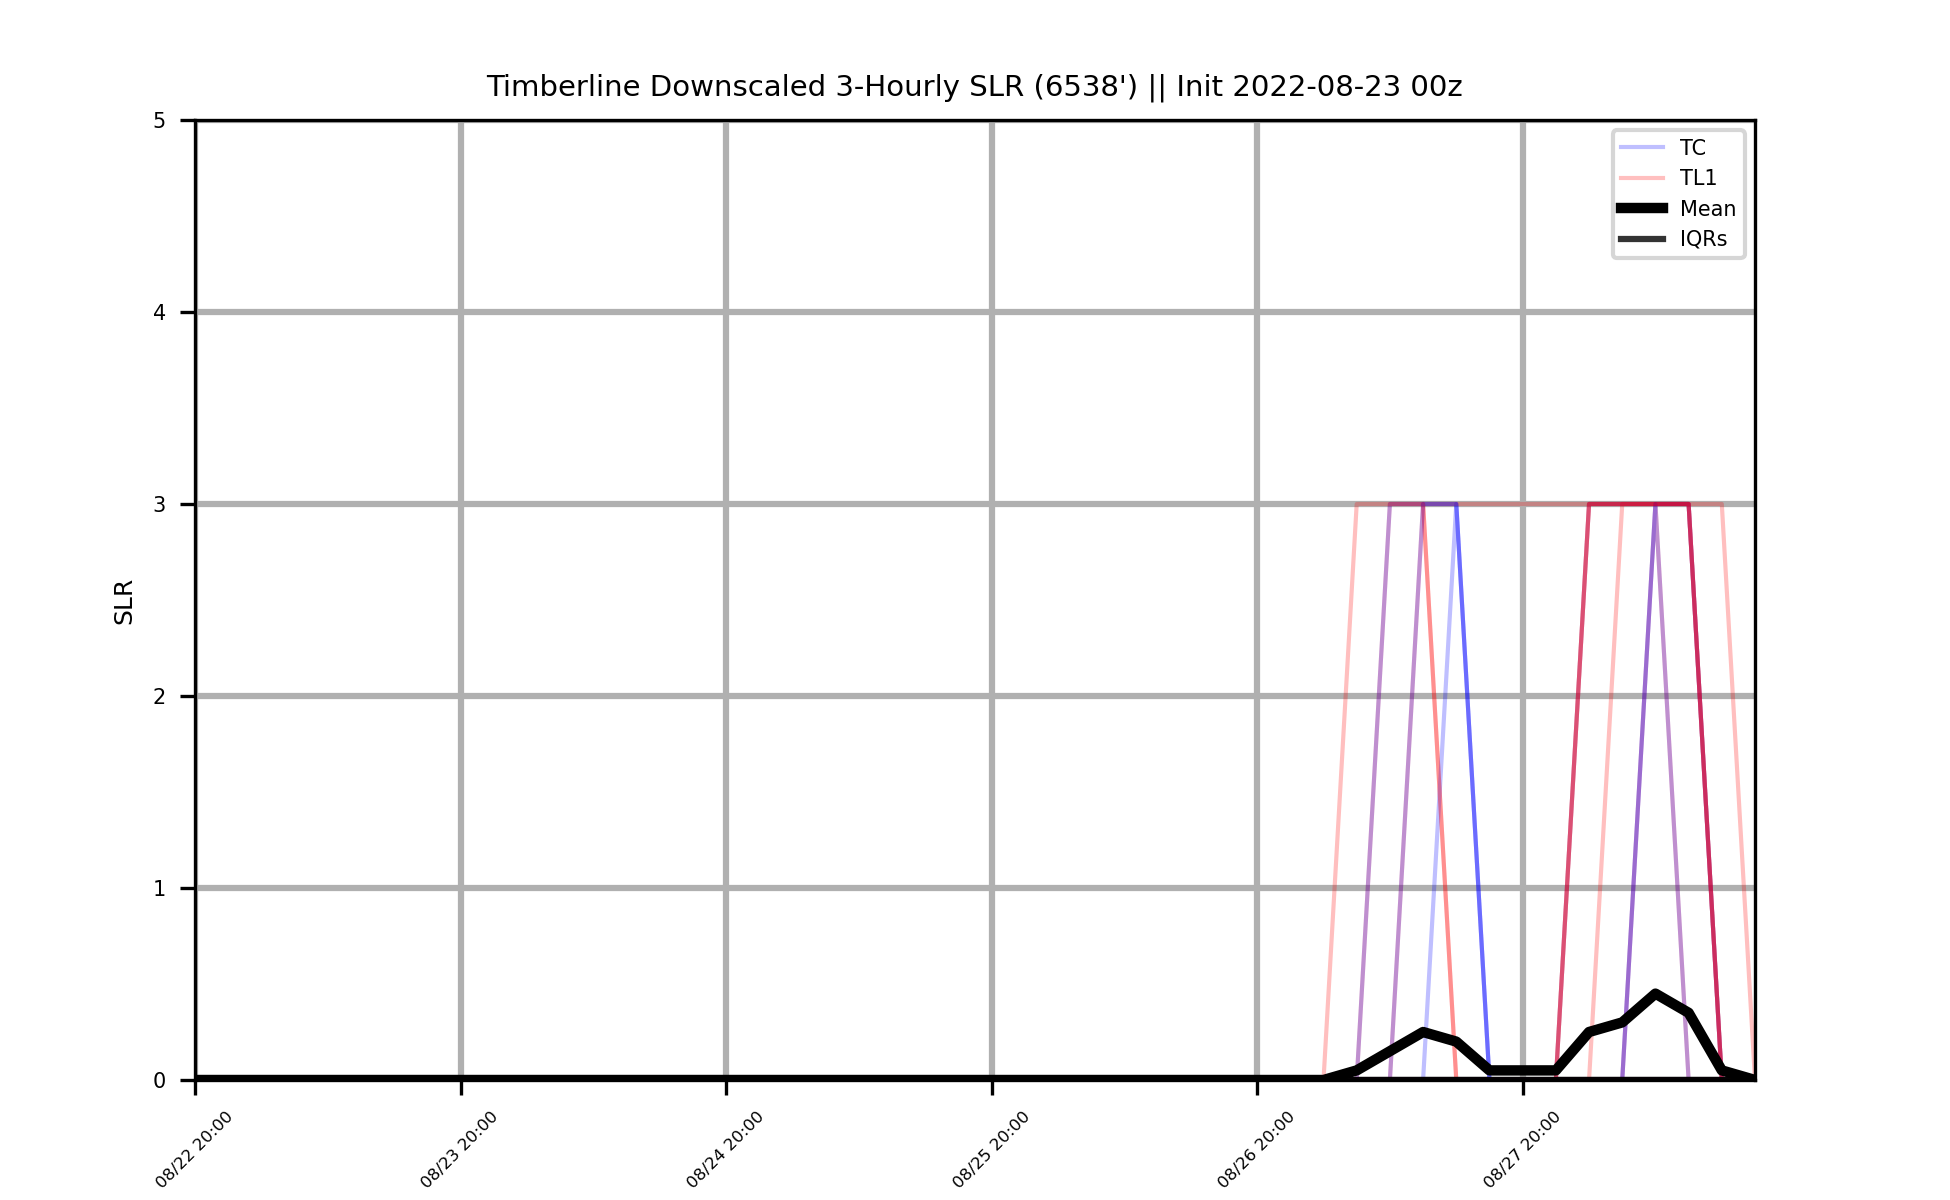 Timberline Downscaled 3-Hourly SLR (6538') || Init 2022-08-23 00z
5
4
3
2
1
0
SLR
TC
TL1
Mean
IQRs
08/22 20:00
08/23 20:00
08/24 20:00
08/25 20:00
08/26 20:00
08/27 20:00